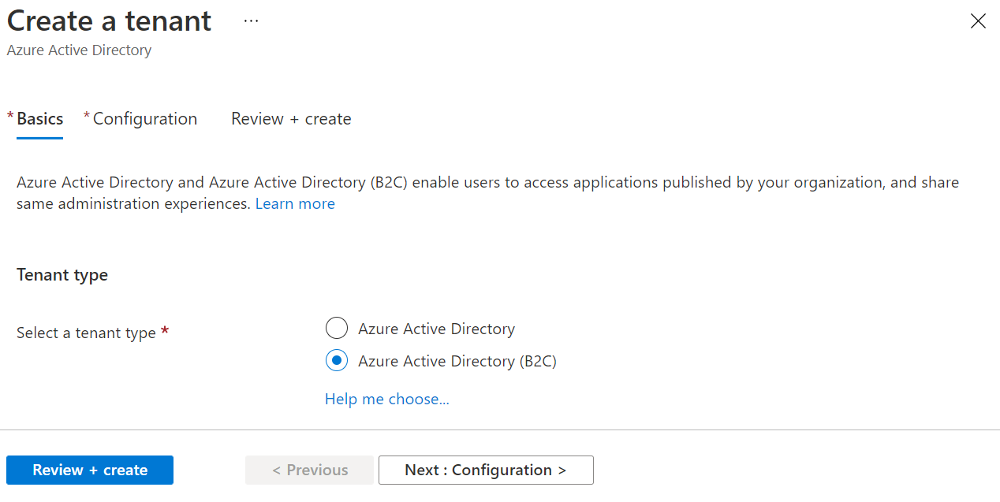 Create a tenant ...
Azure Active Directory
* Basics * Configuration Review + create
Azure Active Directory and Azure Active Directory (B2C) enable users to access applications published by your organization, and share
same administration experiences. Learn more
Tenant type
Select a tenant type *
Azure Active Directory
Azure Active Directory (B2C)
Help me choose...
Review + create < Previous Next : Configuration >